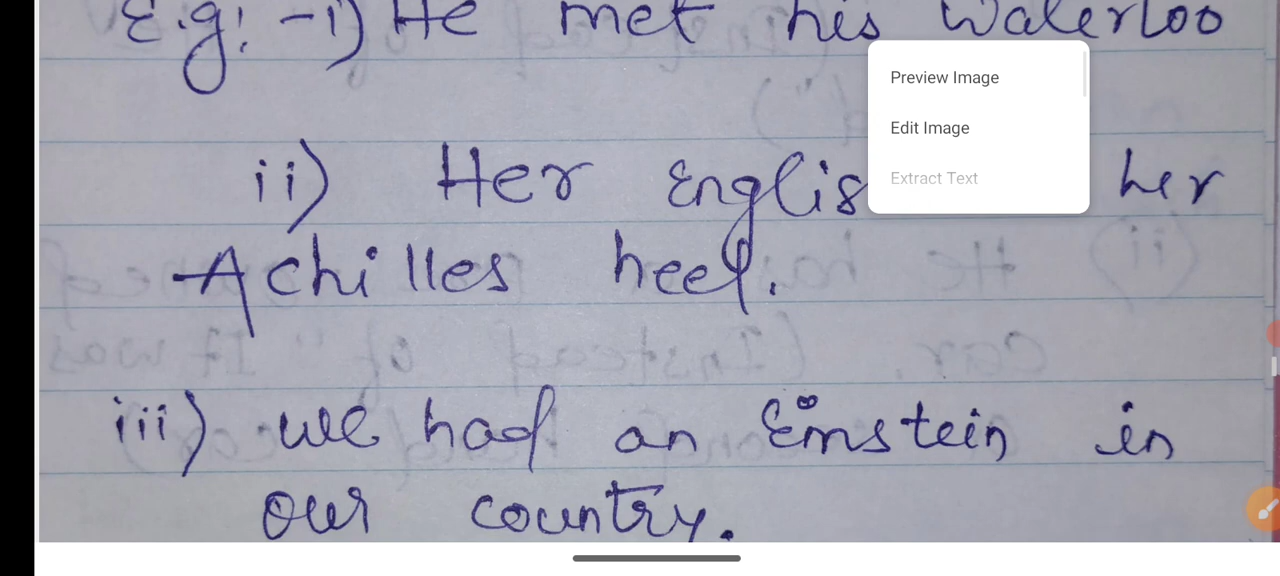 E.g! -i) He met his Waterloo
Preview Image
Edit Image
Extract Text
ii) Her Englis her
Achilles heel.
iii) we had an Einstein in
our country.